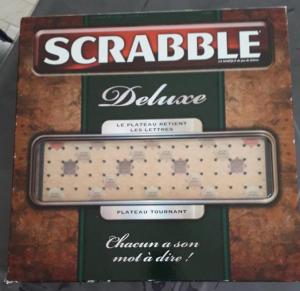 SCRABBLE
Deluxe
LE PLATEAU RETIENT
LES LETTRES
PLATEAU TOURNANT
Chacun a son
mot à dire !